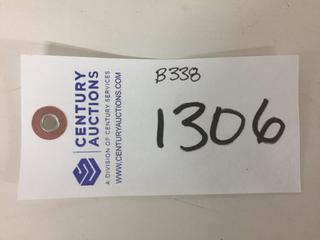 CENTURY
AUCTIONS
A DIVISION OF CENTURY SERVICES
WWW.CENTURYAUCTIONS.COM
B338
1306